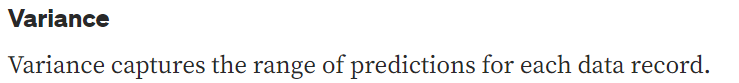 Variance
Variance captures the range of predictions for each data record.